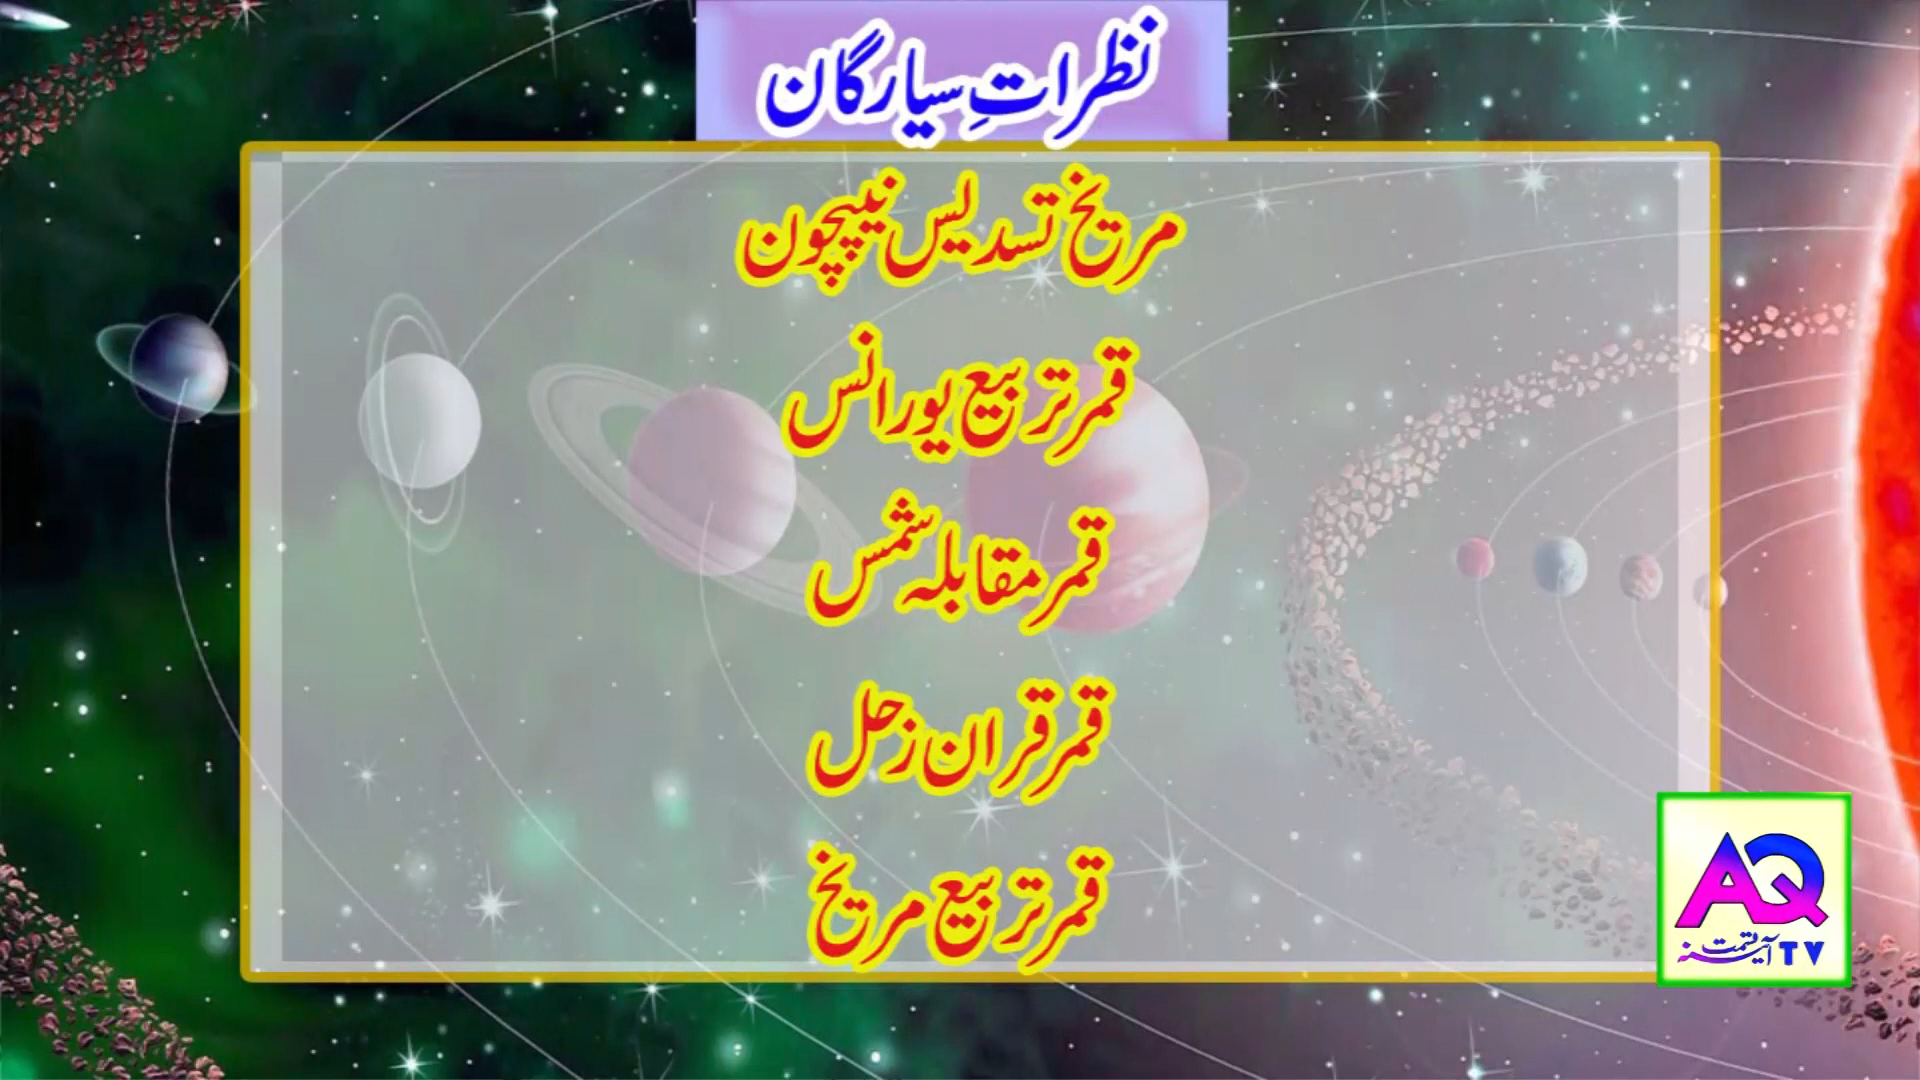 نظراتِ سیارگان
مریخ تسدیس نیپچون
قمر تربیع یورانس
قمر مقابلہ شمس
قمر قران زحل
قمر تربیع مریخ
AQ
آئینہ قسمت TV